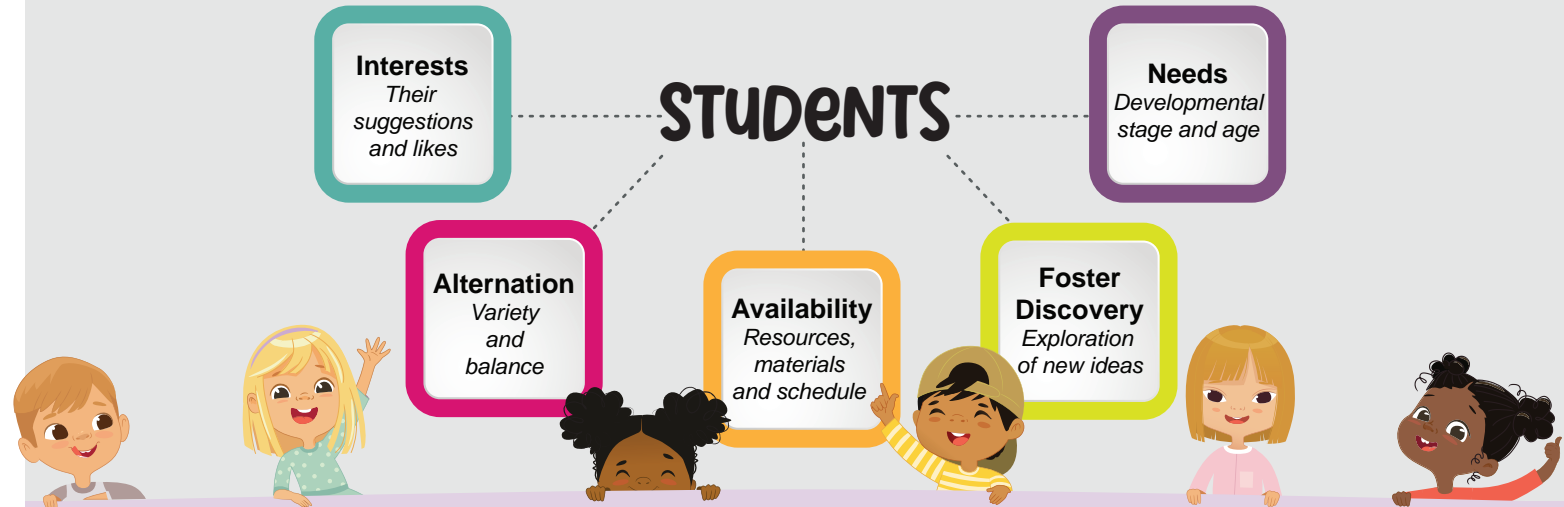 STUDENTS
Interests
Their
suggestions
and likes
Needs
Developmental
stage and age
Alternation
Variety
and
balance
Availability
Resources,
materials
and schedule
Foster
Discovery
Exploration
of new ideas